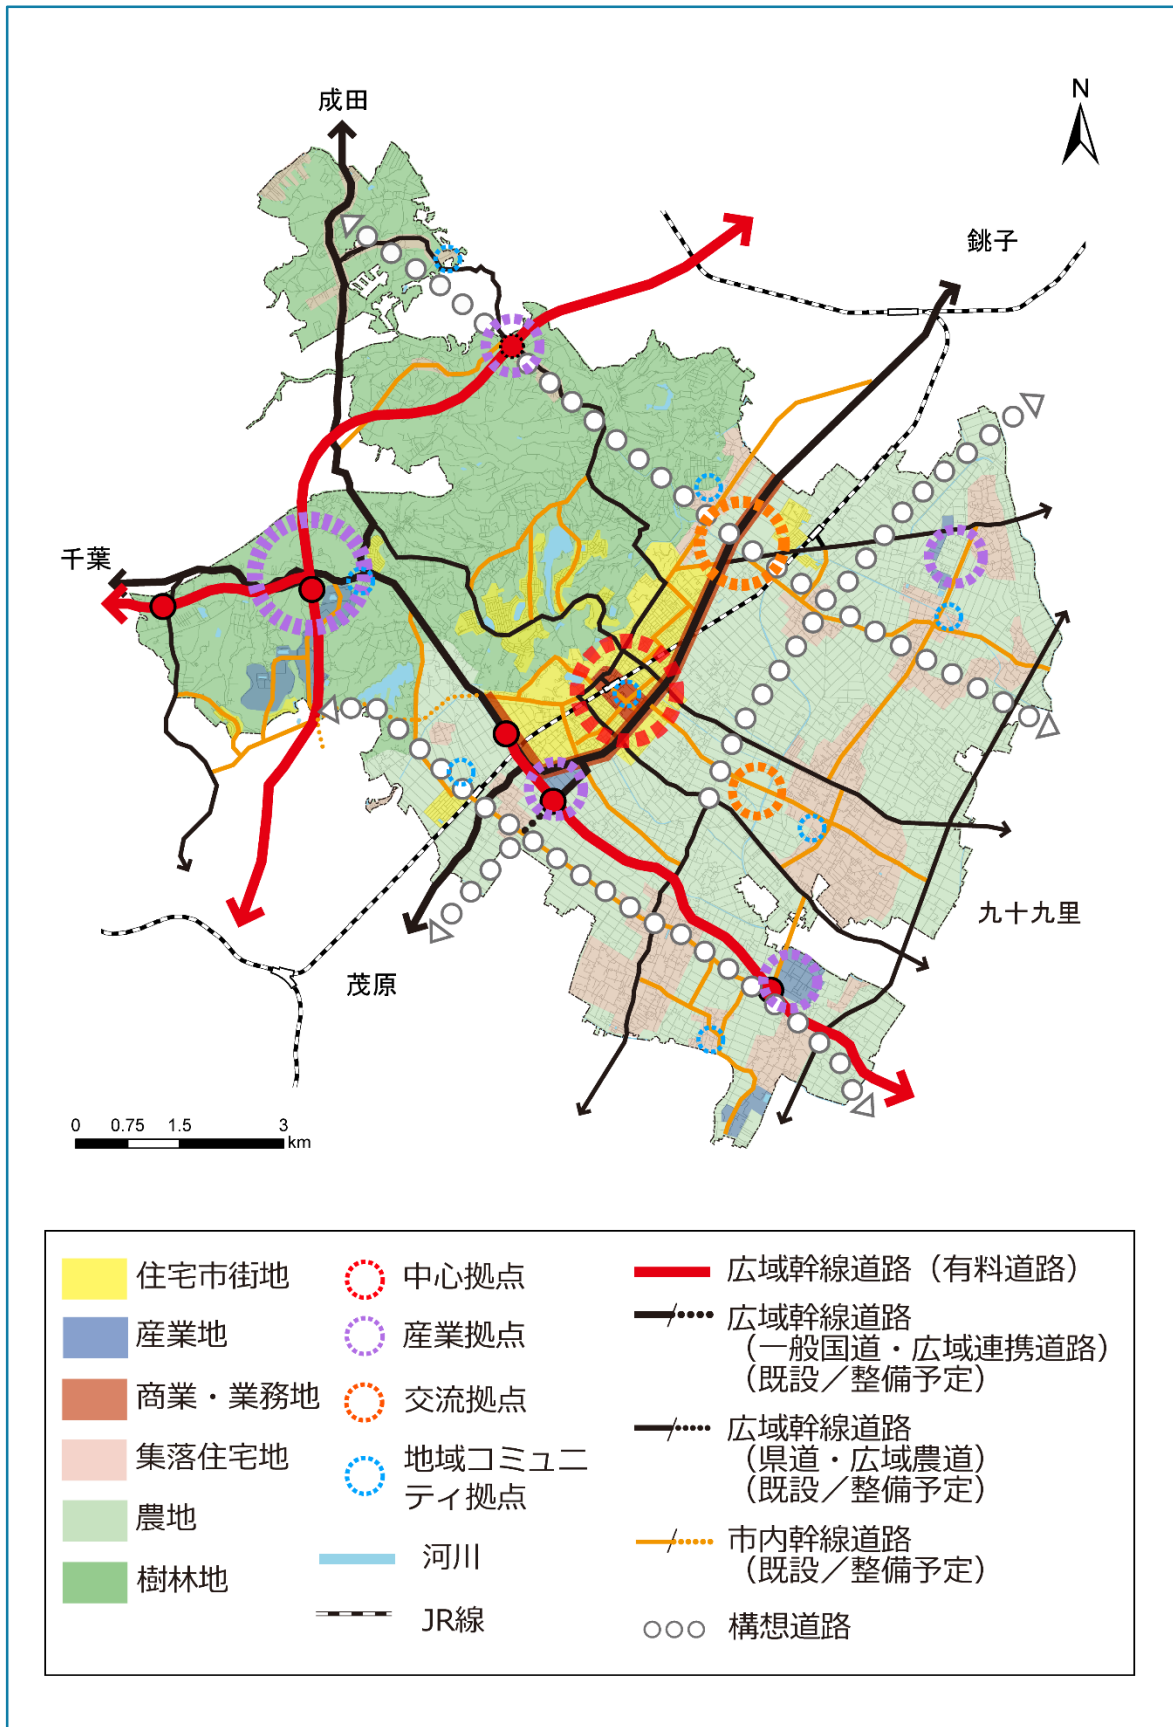 成田
N
銚子
千葉
九十九里
茂原
0 0.75 1.5 3
km
住宅市街地
産業地
商業・業務地
集落住宅地
農地
樹林地
中心拠点
産業拠点
交流拠点
地域コミュニ
ティ拠点
河川
JR線
広域幹線道路（有料道路）
広域幹線道路
（一般国道・広域連携道路）
（既設／整備予定）
広域幹線道路
（県道・広域農道）
（既設／整備予定）
市内幹線道路
（既設／整備予定）
構想道路